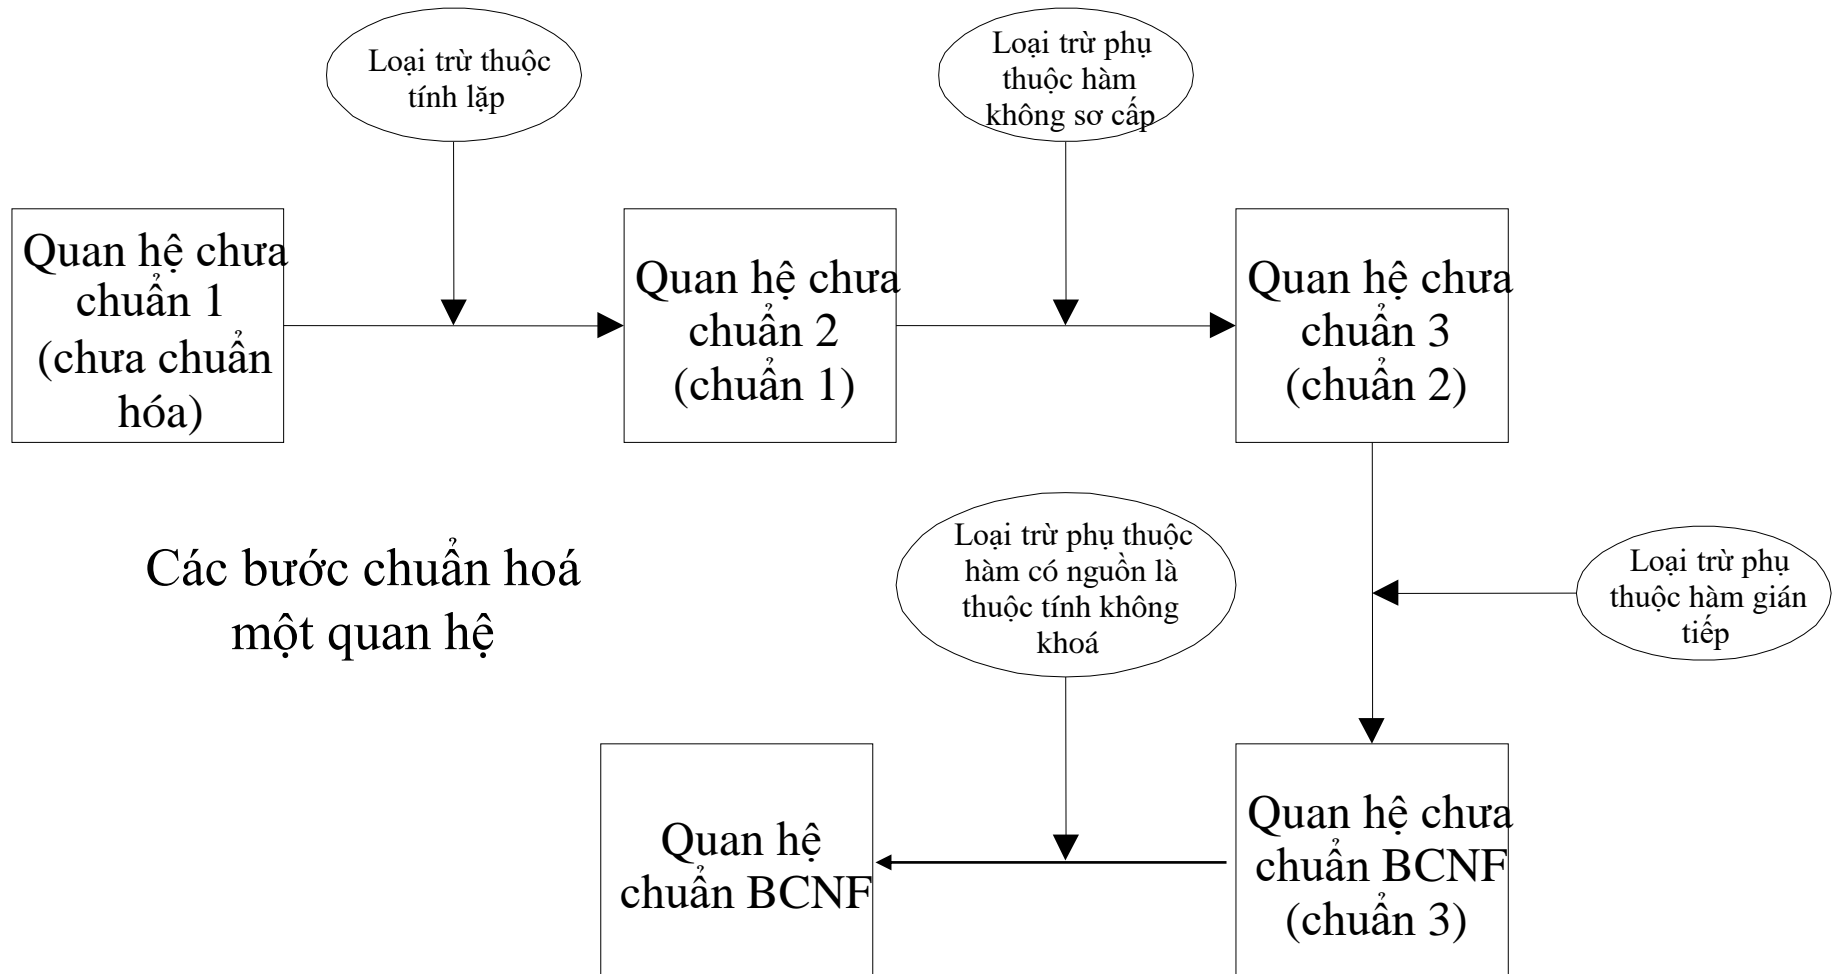 Loại trừ thuộc
tính lặp
Loại trừ phụ
thuộc hàm
không sơ cấp
Quan hệ chưa
chuẩn 1
(chưa chuẩn
hóa)
Quan hệ chưa
chuẩn 2
(chuẩn 1)
Quan hệ chưa
chuẩn 3
(chuẩn 2)
Các bước chuẩn hoá
một quan hệ
Loại trừ phụ thuộc
hàm có nguồn là
thuộc tính không
khoá
Loại trừ phụ
thuộc hàm gián
tiếp
Quan hệ
chuẩn BCNF
Quan hệ chưa
chuẩn BCNF
(chuẩn 3)